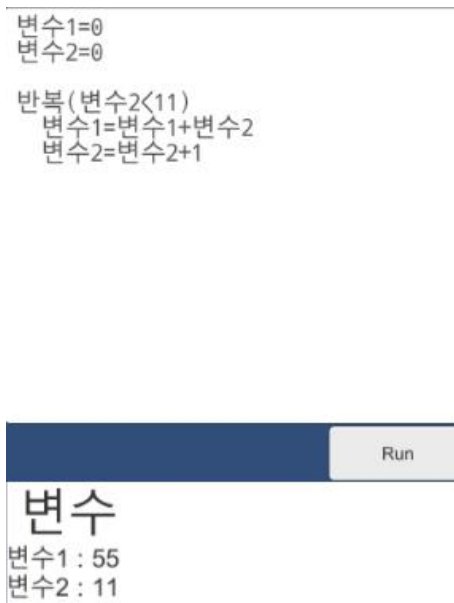 변수1=0
변수2=0
반복(변수2<11)
변수1=변수1+변수2
변수2=변수2+1
Run
변수
변수1 : 55
변수2 : 11